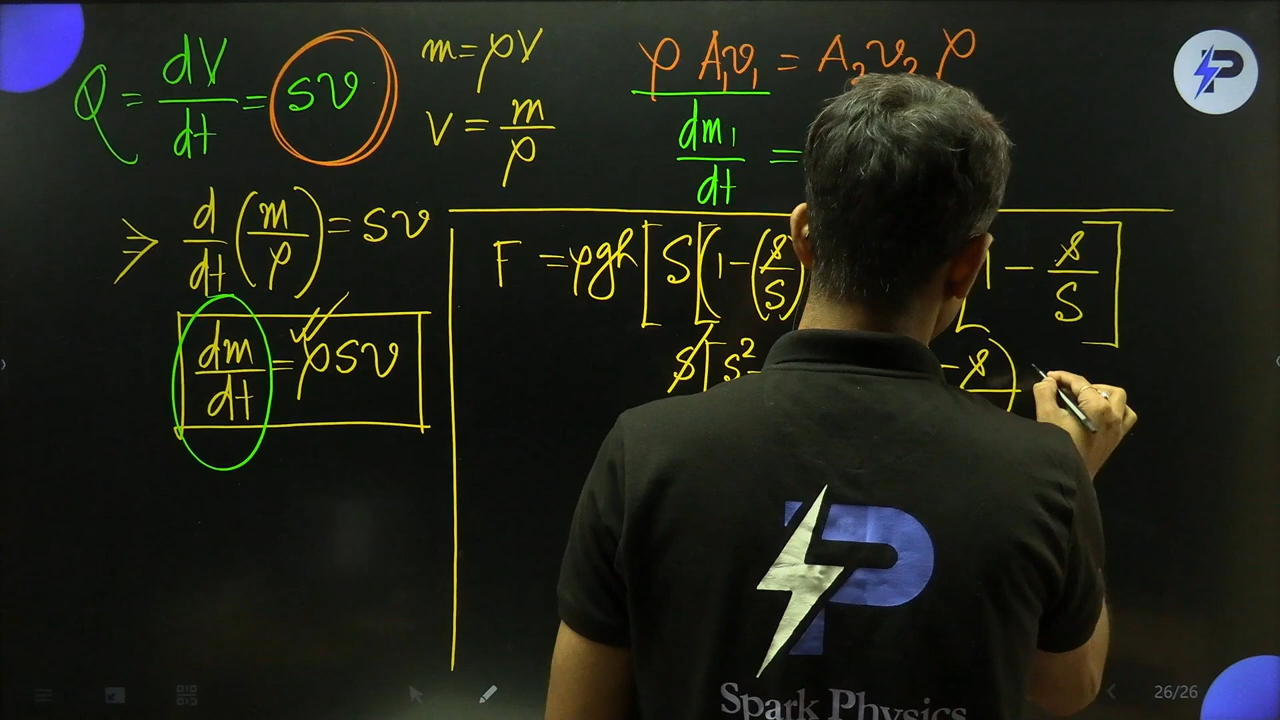 Q = dV/dt = sv
m = ρV
V = m/ρ
ρ A₁v₁ = A₂v₂ ρ
dm₁/dt =
⇒ d/dt (m/ρ) = sv
dm/dt = ρsv
F = ρgh [ S [(1 - (s/S)
1 - s/S ]
s [ S² -
- s )
Spark Physics
26/26
P
P